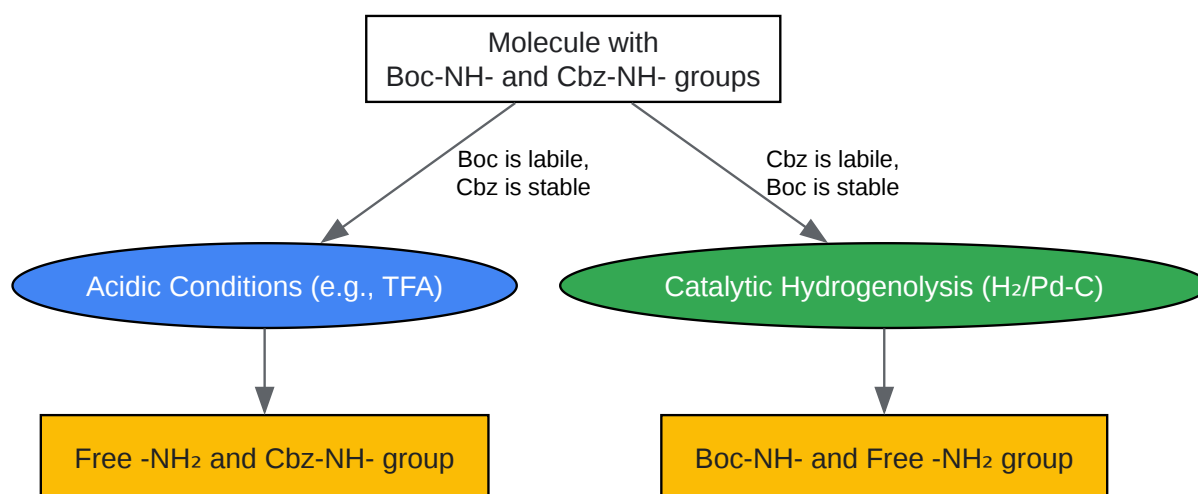 Molecule with
Boc-NH- and Cbz-NH- groups
Boc is labile,
Cbz is stable
Cbz is labile,
Boc is stable
Acidic Conditions (e.g., TFA)
Catalytic Hydrogenolysis (H₂/Pd-C)
Free -NH₂ and Cbz-NH- group
Boc-NH- and Free -NH₂ group